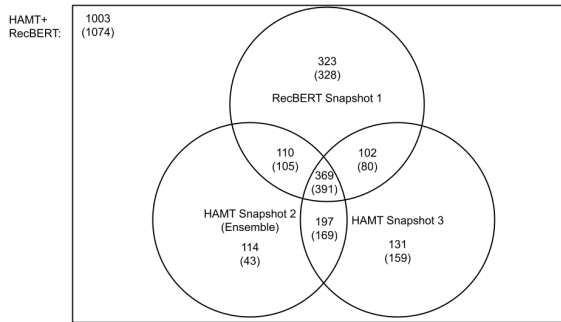 HAMT+
RecBERT:
1003
(1074)
323
(328)
RecBERT Snapshot 1
110
(105)
102
(80)
369
(391)
HAMT Snapshot 2
(Ensemble)
197
(169)
HAMT Snapshot 3
114
(43)
131
(159)